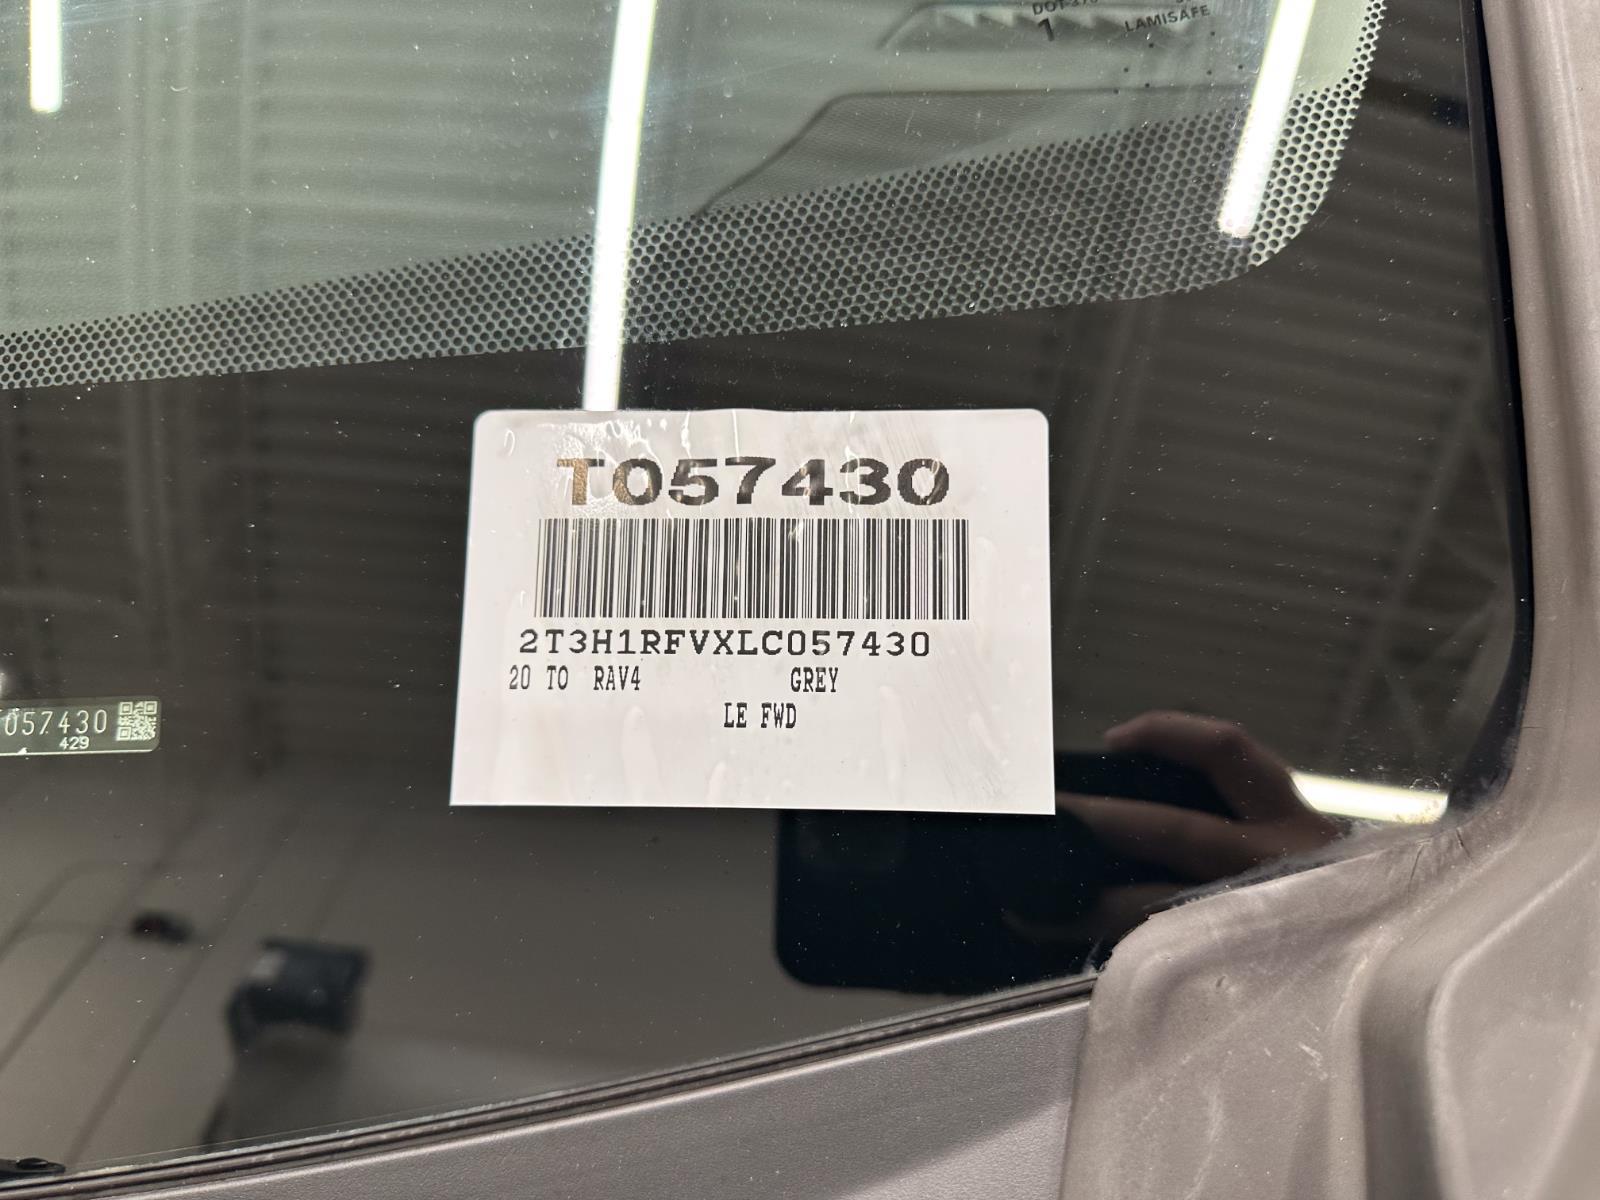 1
LAMISAFE
T057430
2T3H1RFVXLC057430
20 TO RAV4 GREY
LE FWD
057430
429